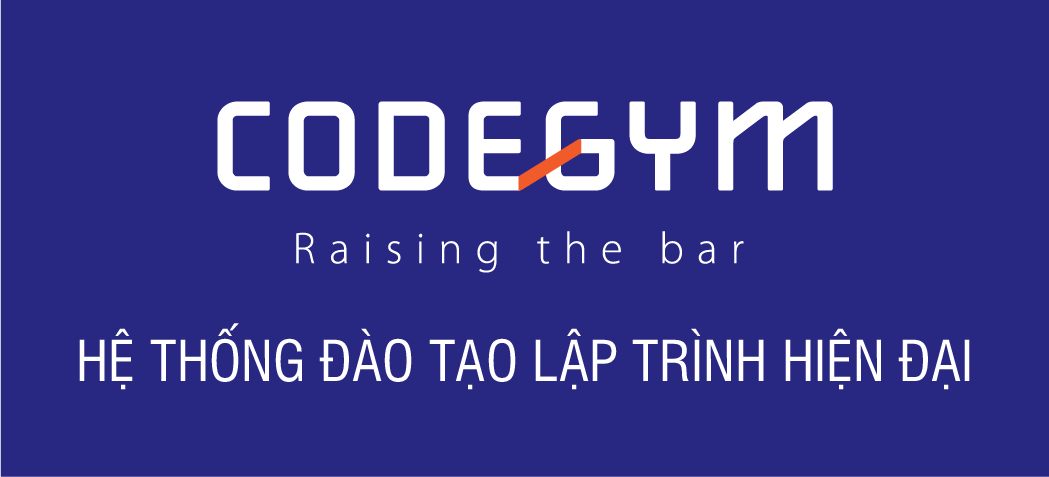 CODEGYM
Raising the bar
HỆ THỐNG ĐÀO TẠO LẬP TRÌNH HIỆN ĐẠI